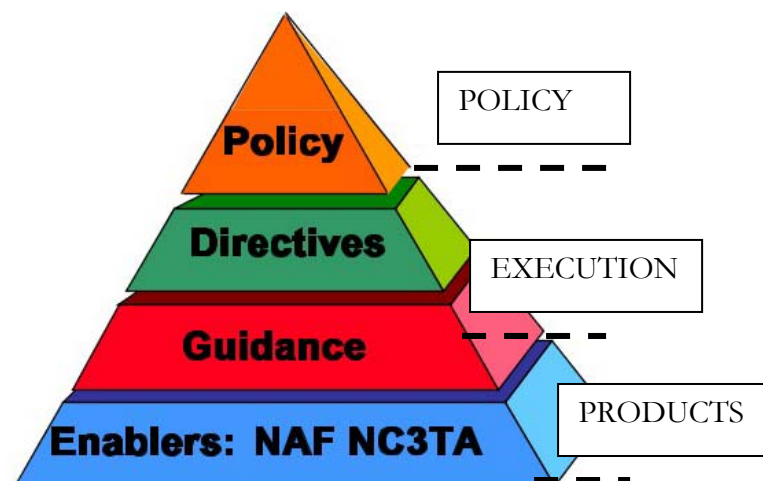 POLICY
Policy
Directives
EXECUTION
Guidance
PRODUCTS
Enablers: NAF NC3TA